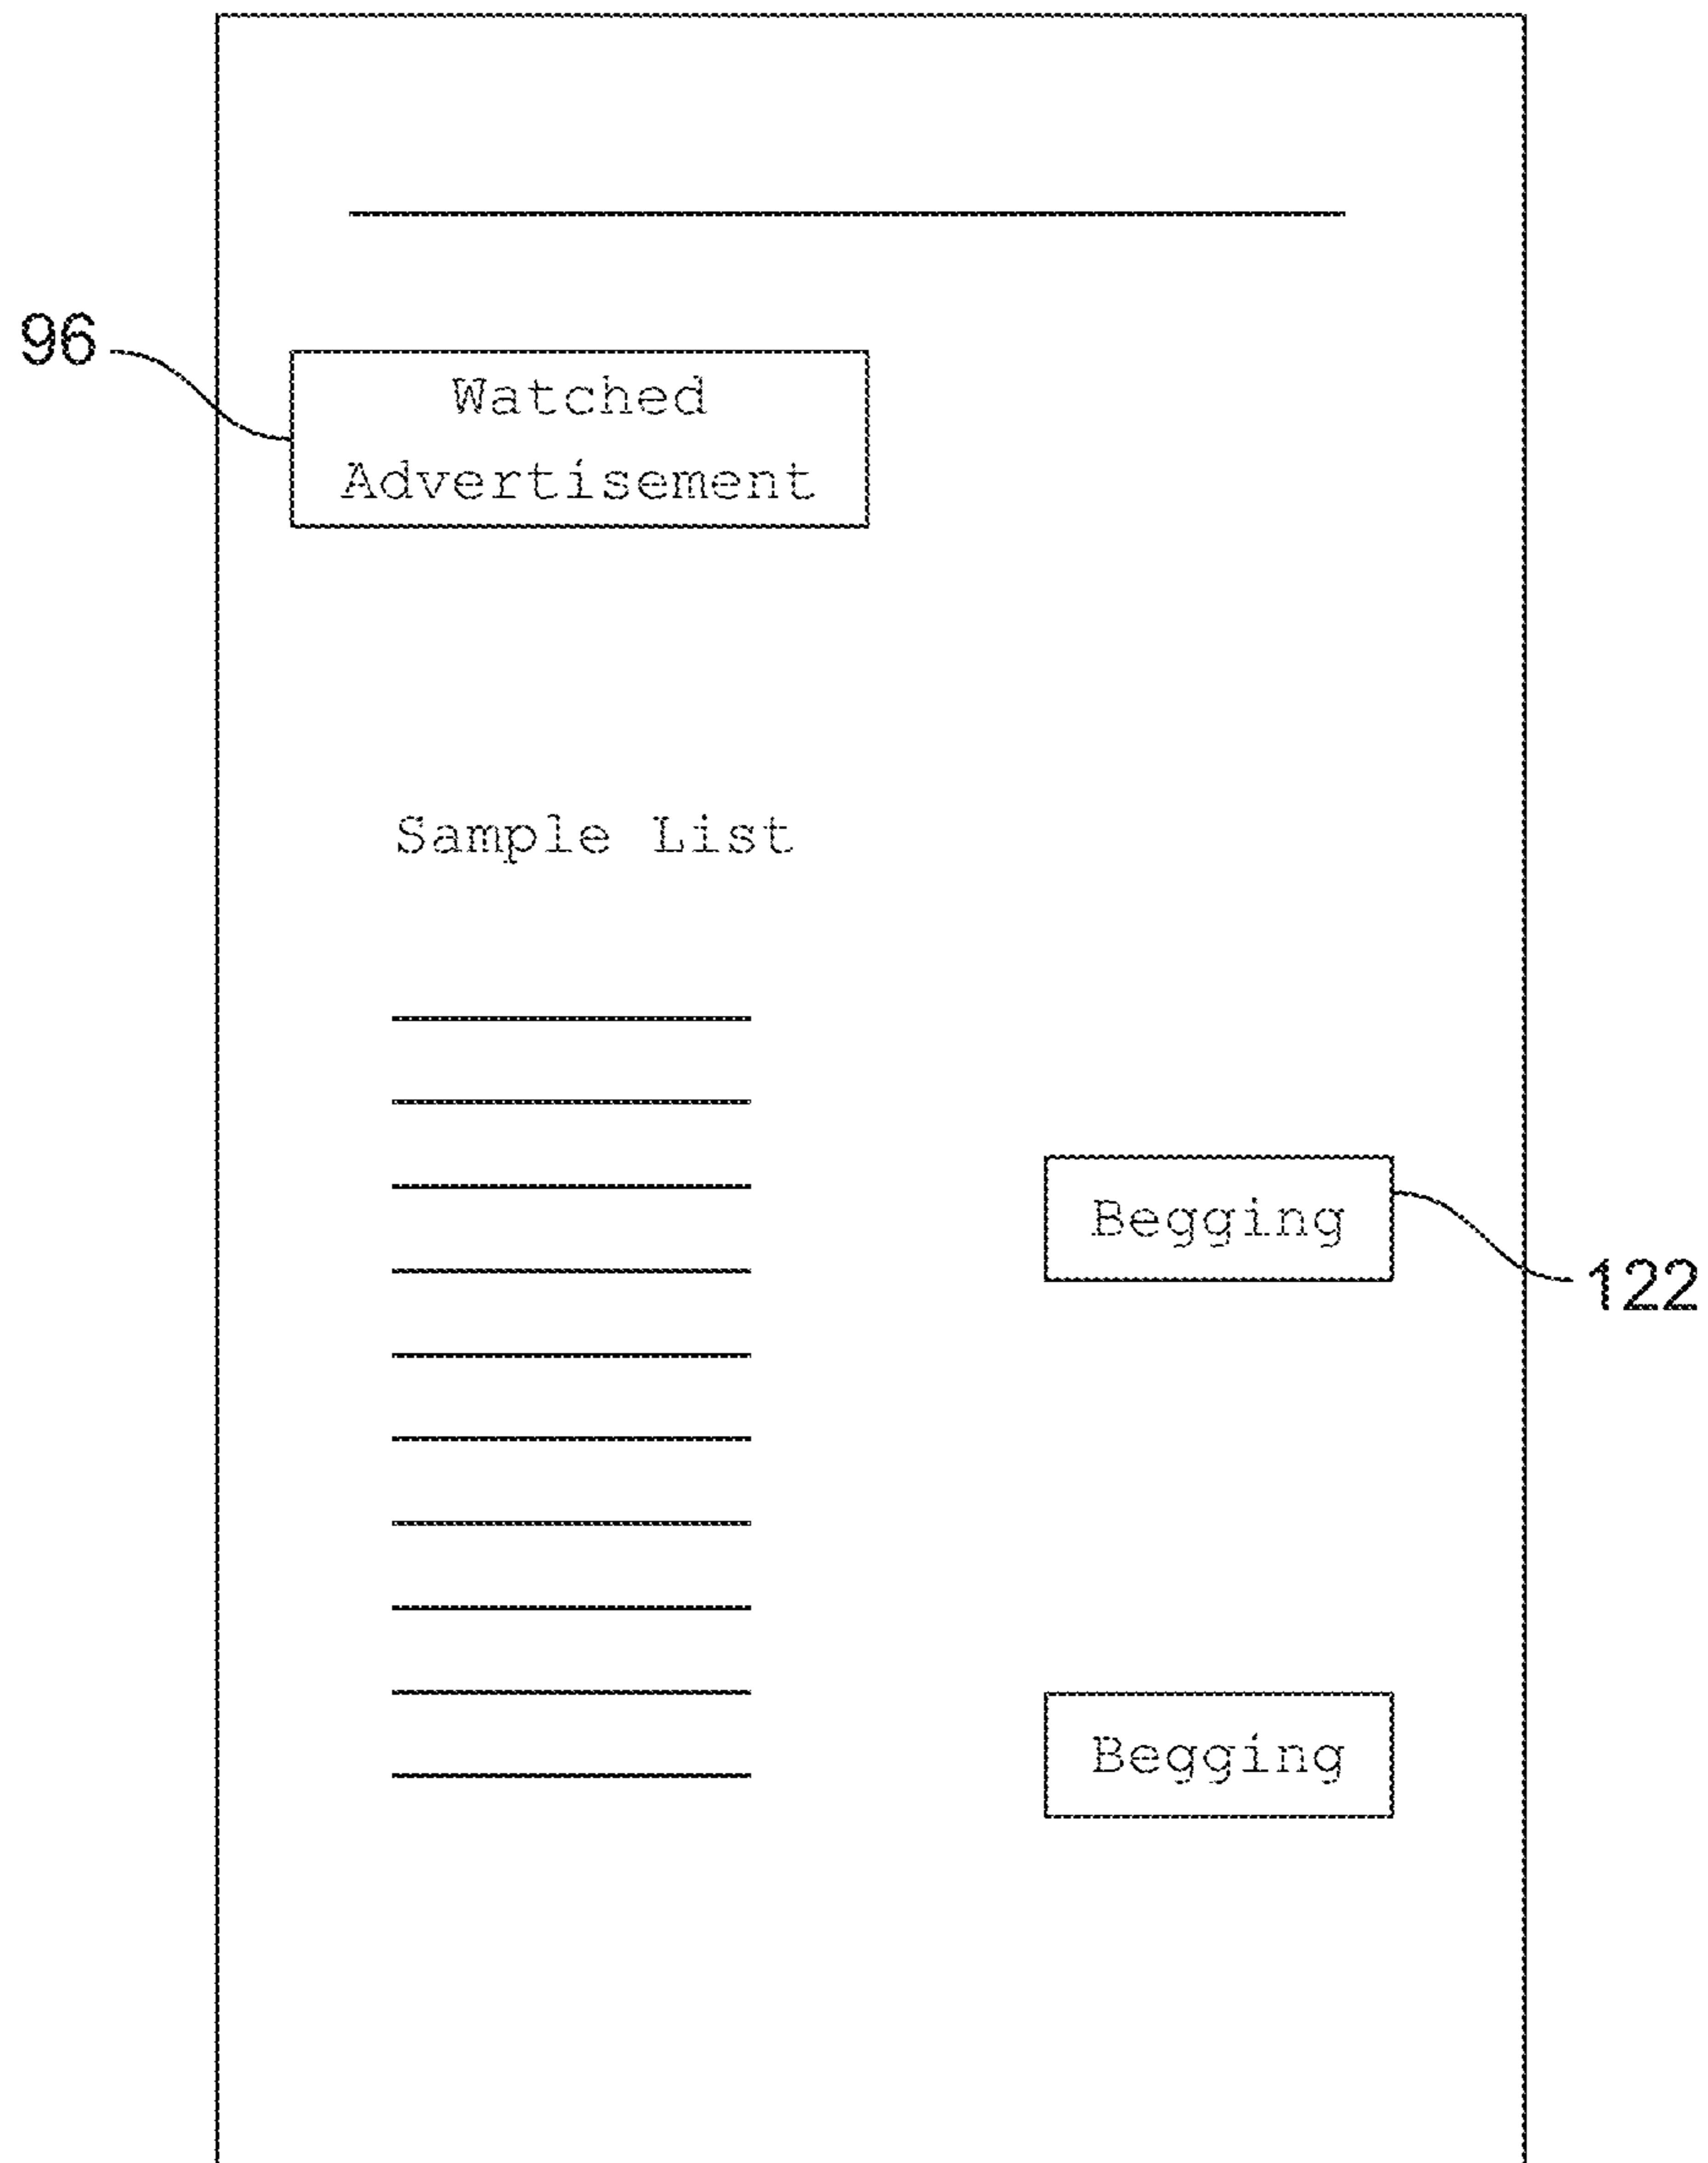 96
Watched
Advertisement
Sample List
Begging
122
Begging